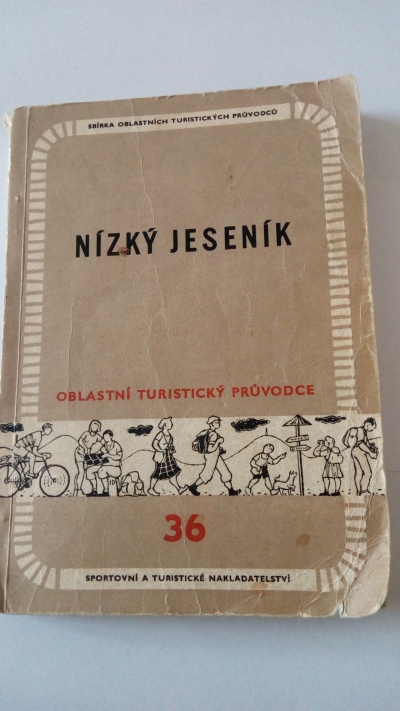 SBÍRKA OBLASTNÍCH TURISTICKÝCH PRŮVODCŮ
NÍZKÝ JESENÍK
OBLASTNÍ TURISTICKÝ PRŮVODCE
36
SPORTOVNÍ A TURISTICKÉ NAKLADATELSTVÍ